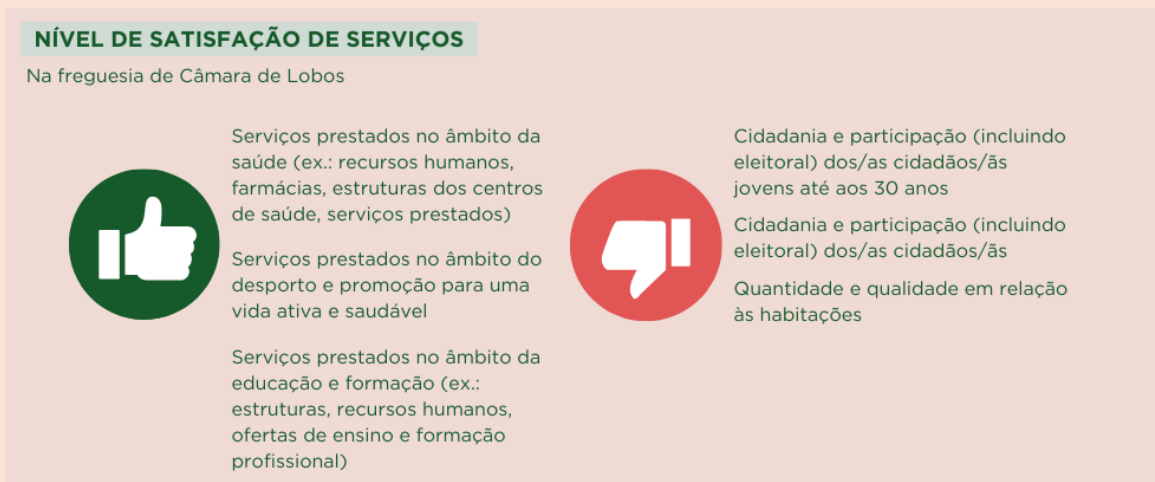 NÍVEL DE SATISFAÇÃO DE SERVIÇOS
Na freguesia de Câmara de Lobos
Serviços prestados no âmbito da
saúde (ex.: recursos humanos,
farmácias, estruturas dos centros
de saúde, serviços prestados)
Serviços prestados no âmbito do
desporto e promoção para uma
vida ativa e saudável
Serviços prestados no âmbito da
educação e formação (ex.:
estruturas, recursos humanos,
ofertas de ensino e formação
profissional)
Cidadania e participação (incluindo
eleitoral) dos/as cidadãos/ãs
jovens até aos 30 anos
Cidadania e participação (incluindo
eleitoral) dos/as cidadãos/ãs
Quantidade e qualidade em relação
às habitações